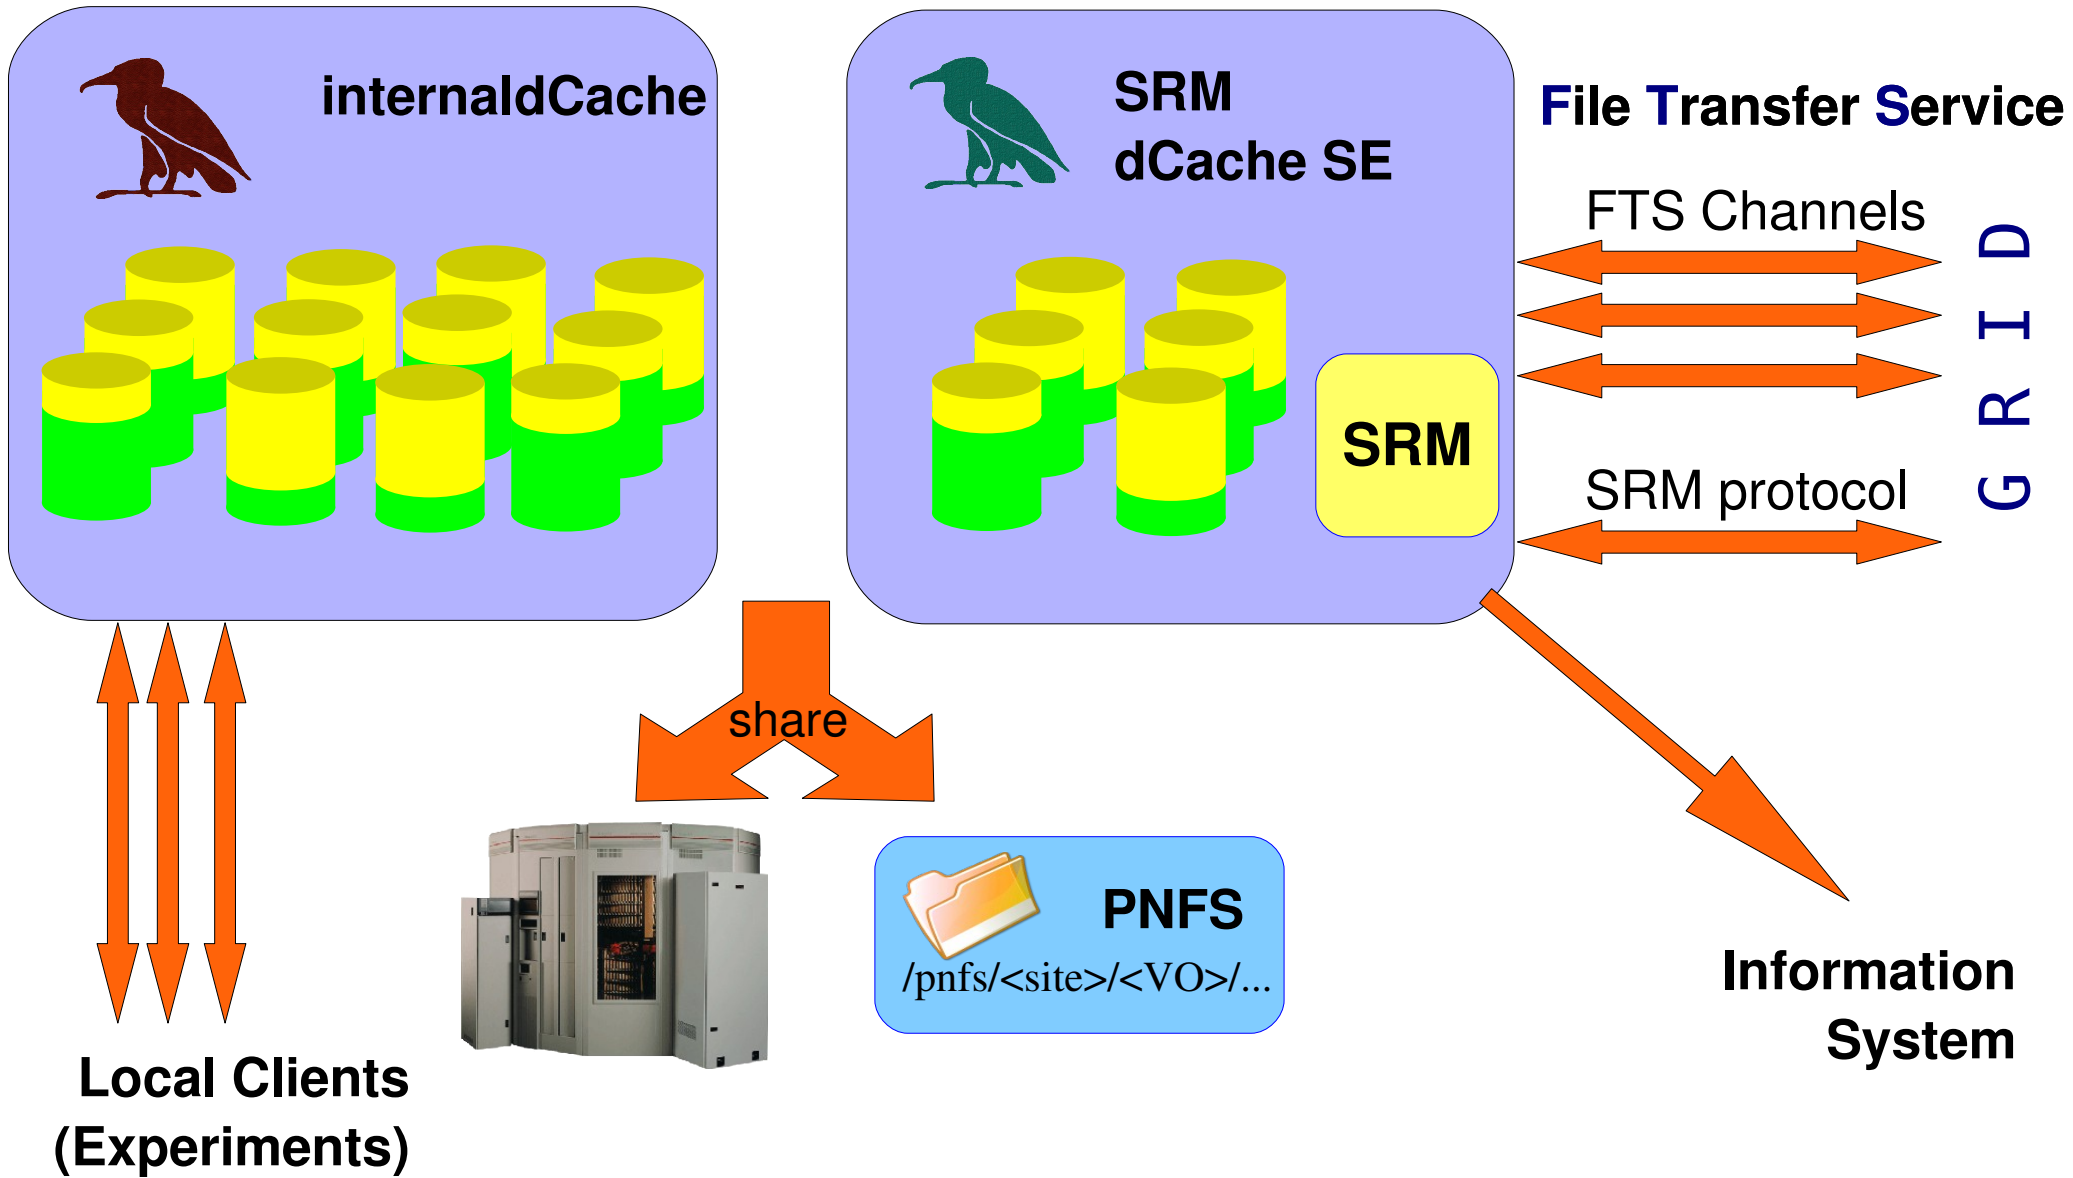 internaldCache
SRM
dCache SE
File Transfer Service
FTS Channels
GRID
SRM
SRM protocol
share
PNFS
/pnfs/<site>/<VO>/...
Information
System
Local Clients
(Experiments)